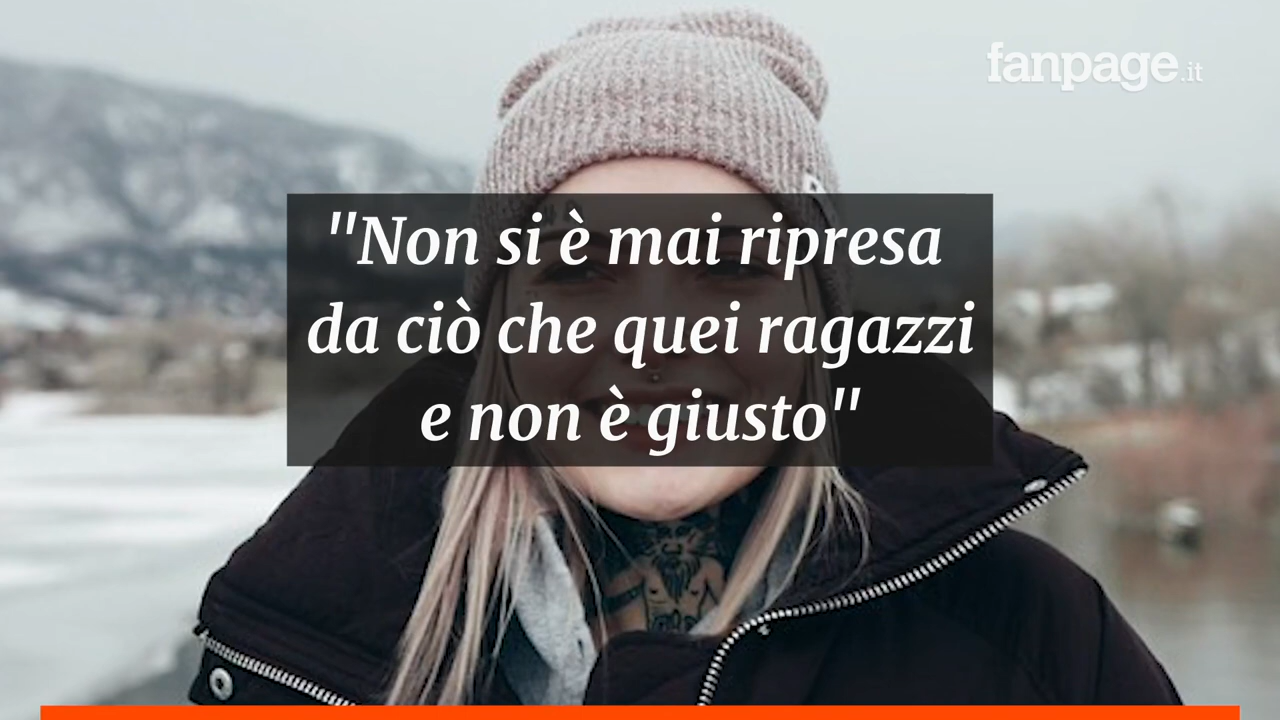 fanpage.it
"Non si è mai ripresa
da ciò che quei ragazzi
e non è giusto"